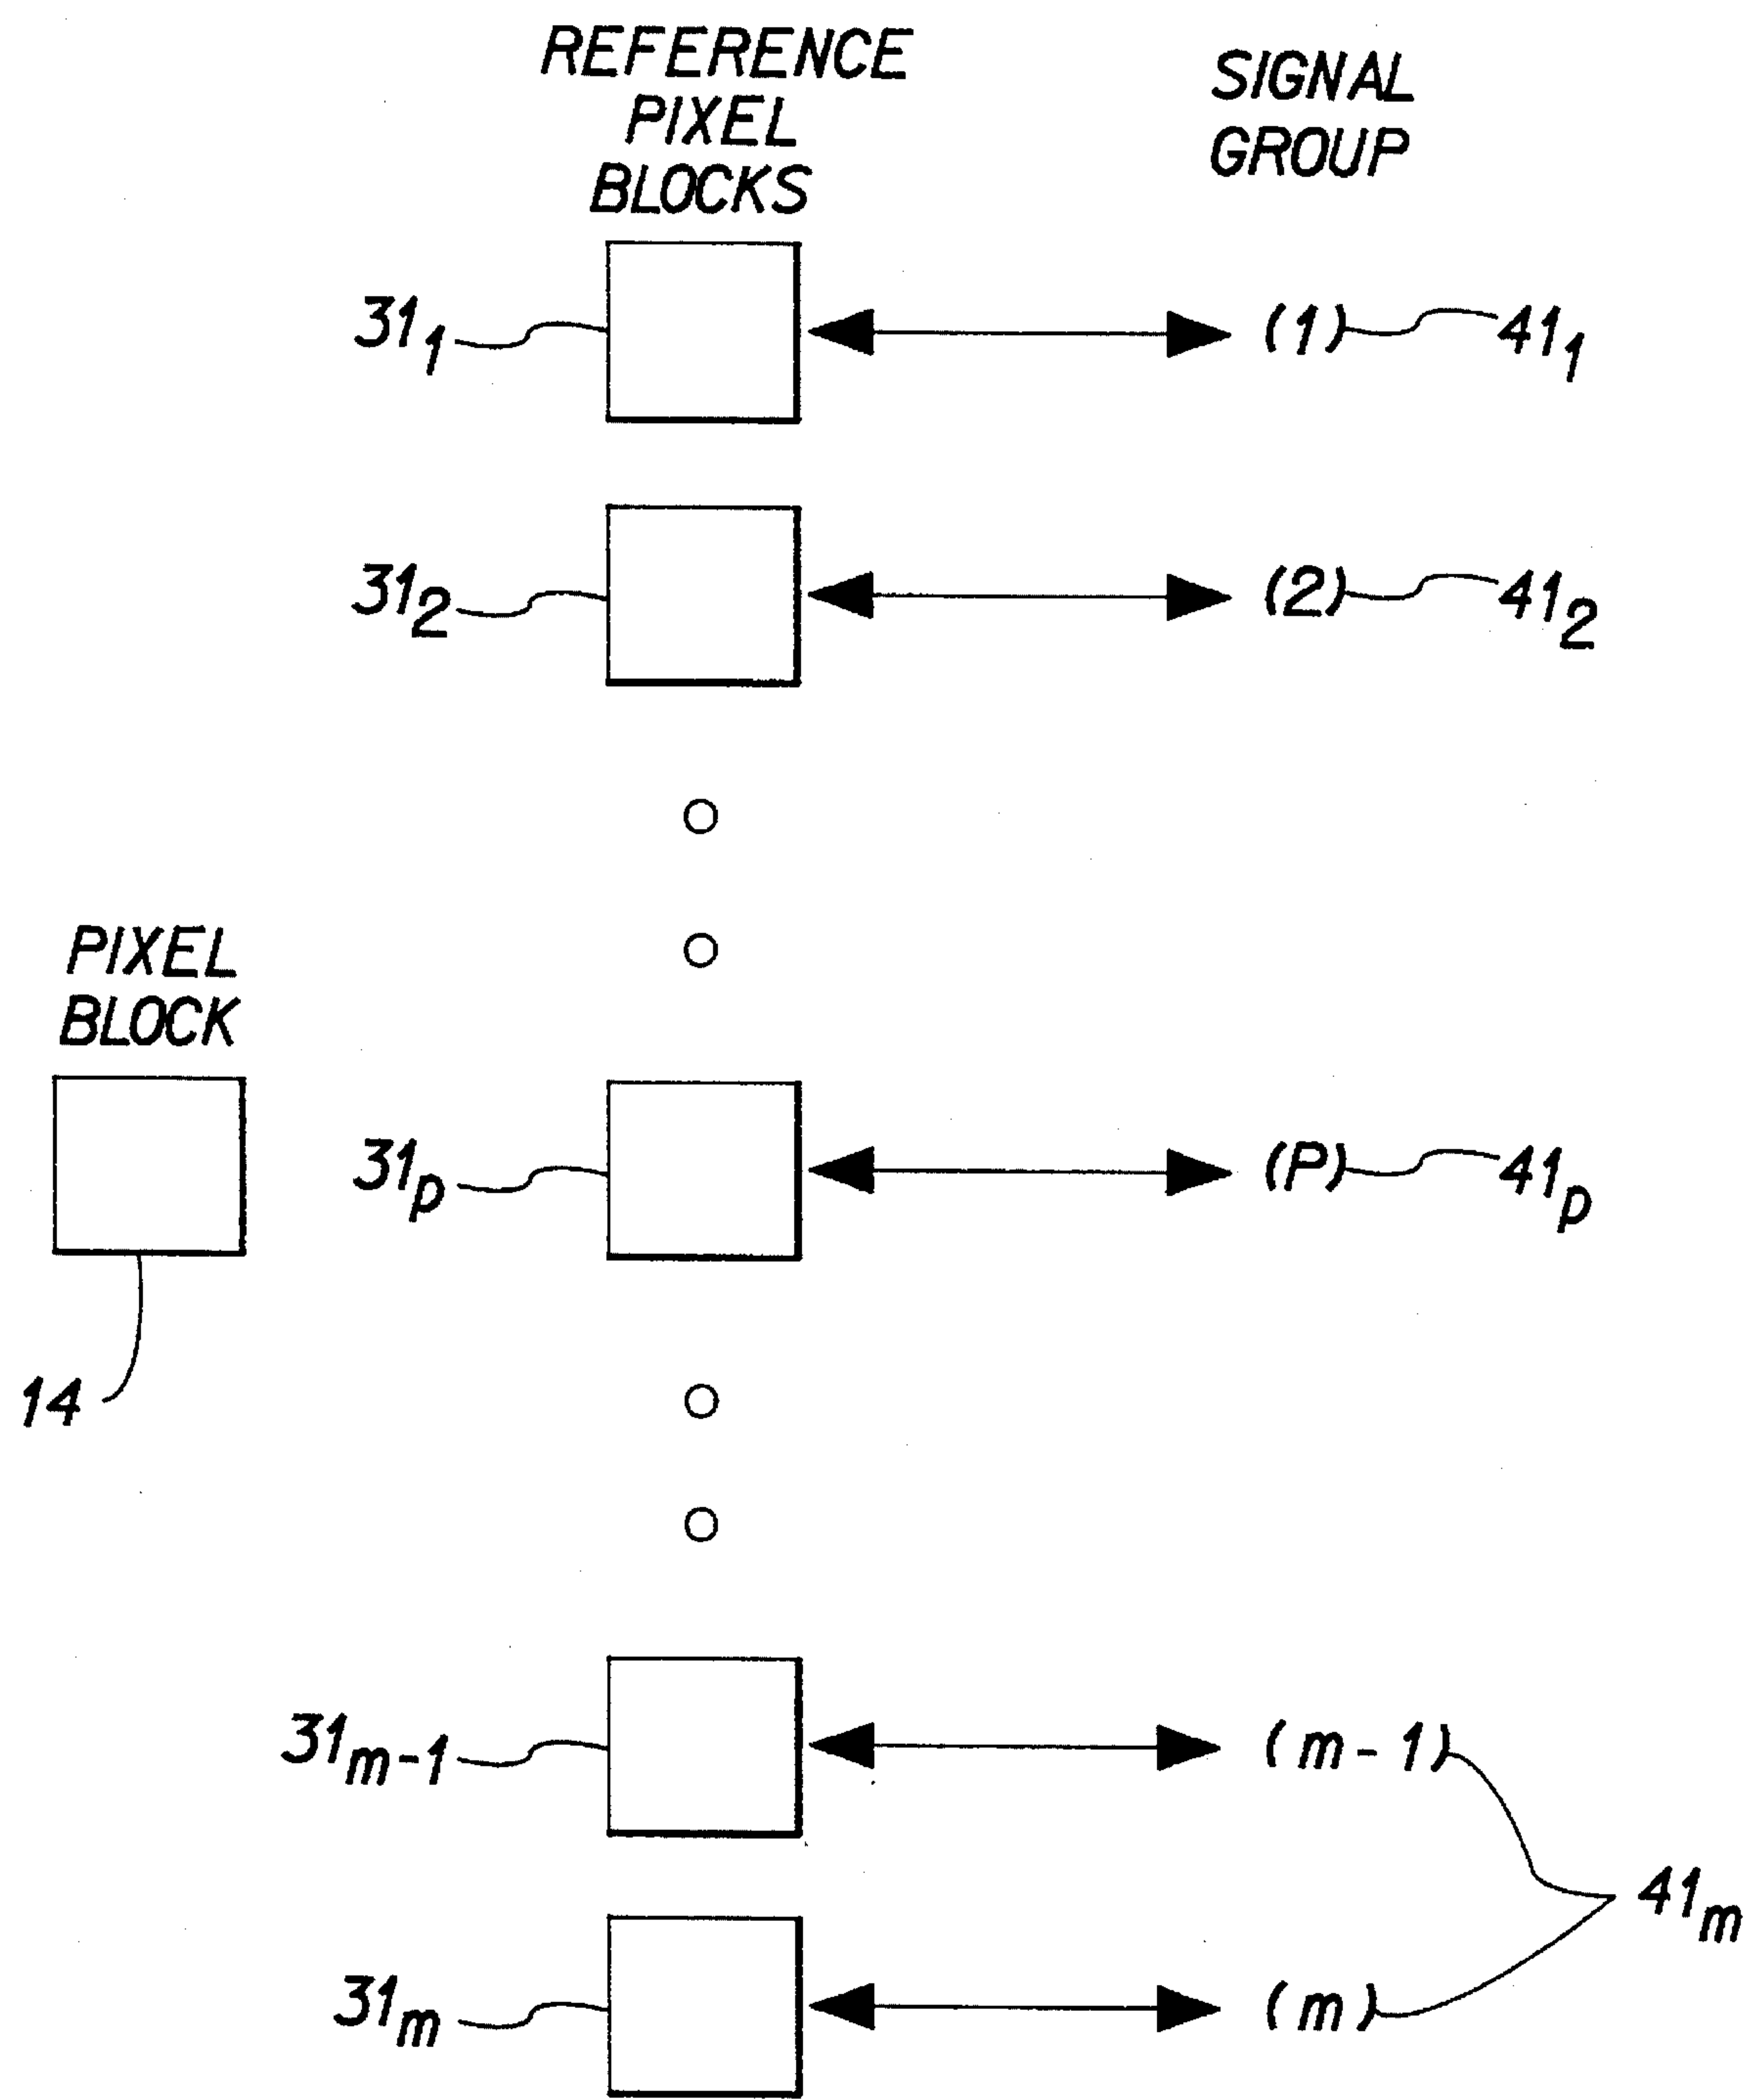 REFERENCE
PIXEL
BLOCKS
SIGNAL
GROUP
31₁ (1) 41₁
31₂ (2) 41₂
PIXEL
BLOCK
31ₚ (P) 41ₚ
14
31ₘ₋₁ (m-1)
41ₘ
31ₘ (m)